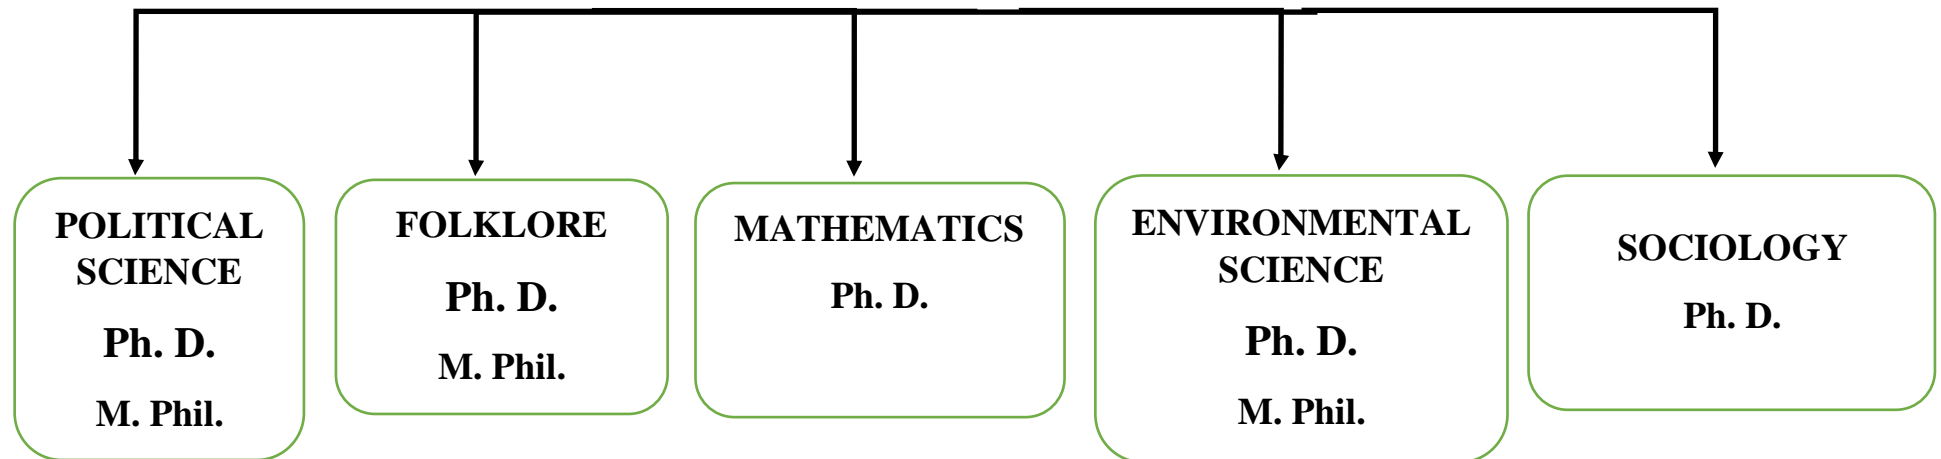 POLITICAL
SCIENCE
Ph. D.
M. Phil.
FOLKLORE
Ph. D.
M. Phil.
MATHEMATICS
Ph. D.
ENVIRONMENTAL
SCIENCE
Ph. D.
M. Phil.
SOCIOLOGY
Ph. D.